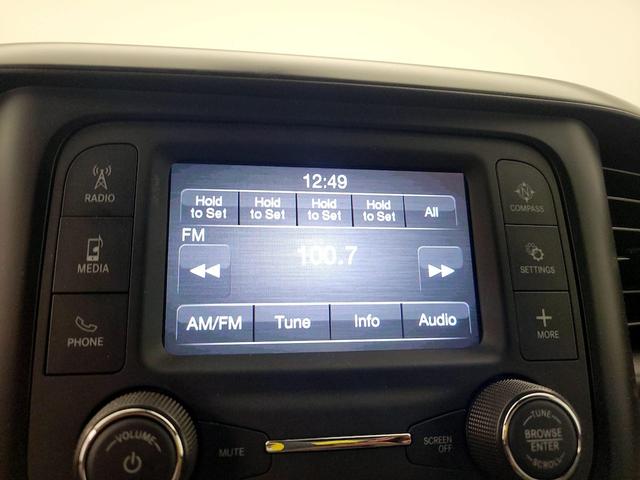 12:49
Hold to Set
Hold to Set
Hold to Set
Hold to Set
All
FM
100.7
AM/FM
Tune
Info
Audio
RADIO
MEDIA
PHONE
COMPASS
SETTINGS
MORE
VOLUME
MUTE
SCREEN OFF
TUNE
BROWSE
ENTER
SCROLL